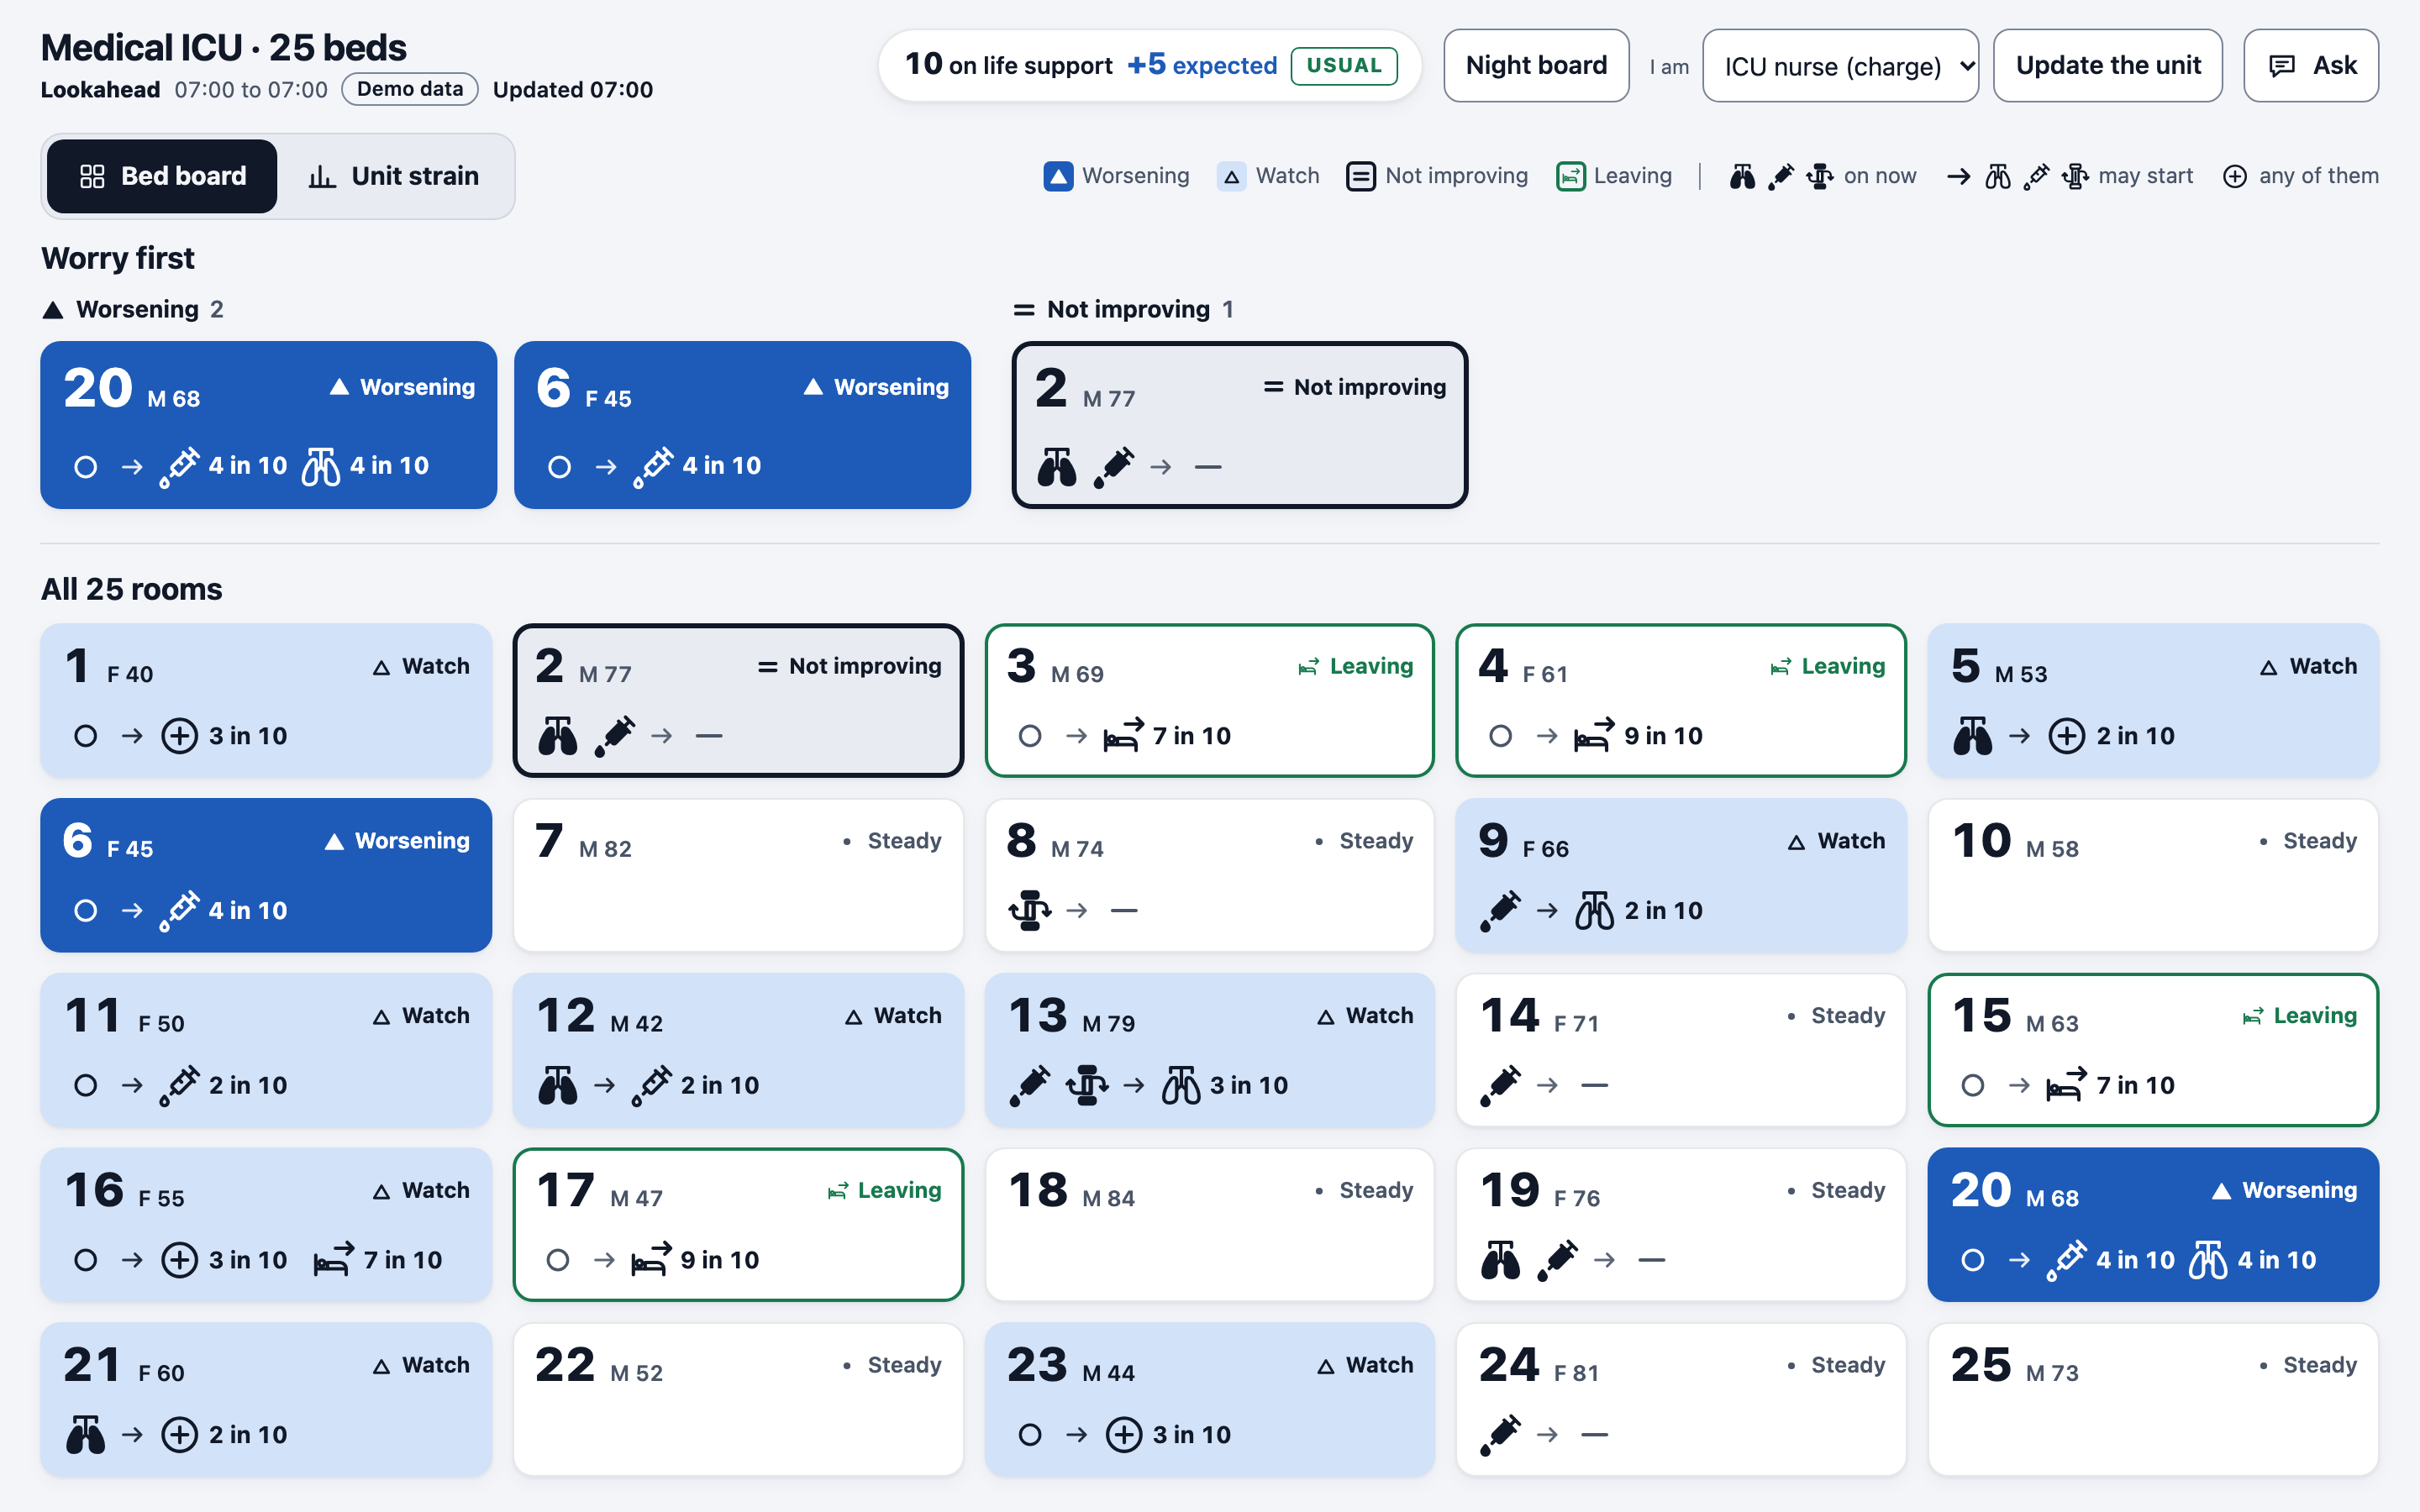 Medical ICU · 25 beds
Lookahead 07:00 to 07:00 Demo data Updated 07:00
10 on life support +5 expected USUAL
Night board
I am ICU nurse (charge)
Update the unit
Ask
Bed board
Unit strain
Worsening Watch Not improving Leaving on now may start any of them
Worry first
Worsening 2
Not improving 1
20 M 68 Worsening
4 in 10 4 in 10
6 F 45 Worsening
4 in 10
2 M 77 Not improving
All 25 rooms
1 F 40 Watch
3 in 10
2 M 77 Not improving
3 M 69 Leaving
7 in 10
4 F 61 Leaving
9 in 10
5 M 53 Watch
2 in 10
6 F 45 Worsening
4 in 10
7 M 82 Steady
8 M 74 Steady
9 F 66 Watch
2 in 10
10 M 58 Steady
11 F 50 Watch
2 in 10
12 M 42 Watch
2 in 10
13 M 79 Watch
3 in 10
14 F 71 Steady
15 M 63 Leaving
7 in 10
16 F 55 Watch
3 in 10 7 in 10
17 M 47 Leaving
9 in 10
18 M 84 Steady
19 F 76 Steady
20 M 68 Worsening
4 in 10 4 in 10
21 F 60 Watch
2 in 10
22 M 52 Steady
23 M 44 Watch
3 in 10
24 F 81 Steady
25 M 73 Steady